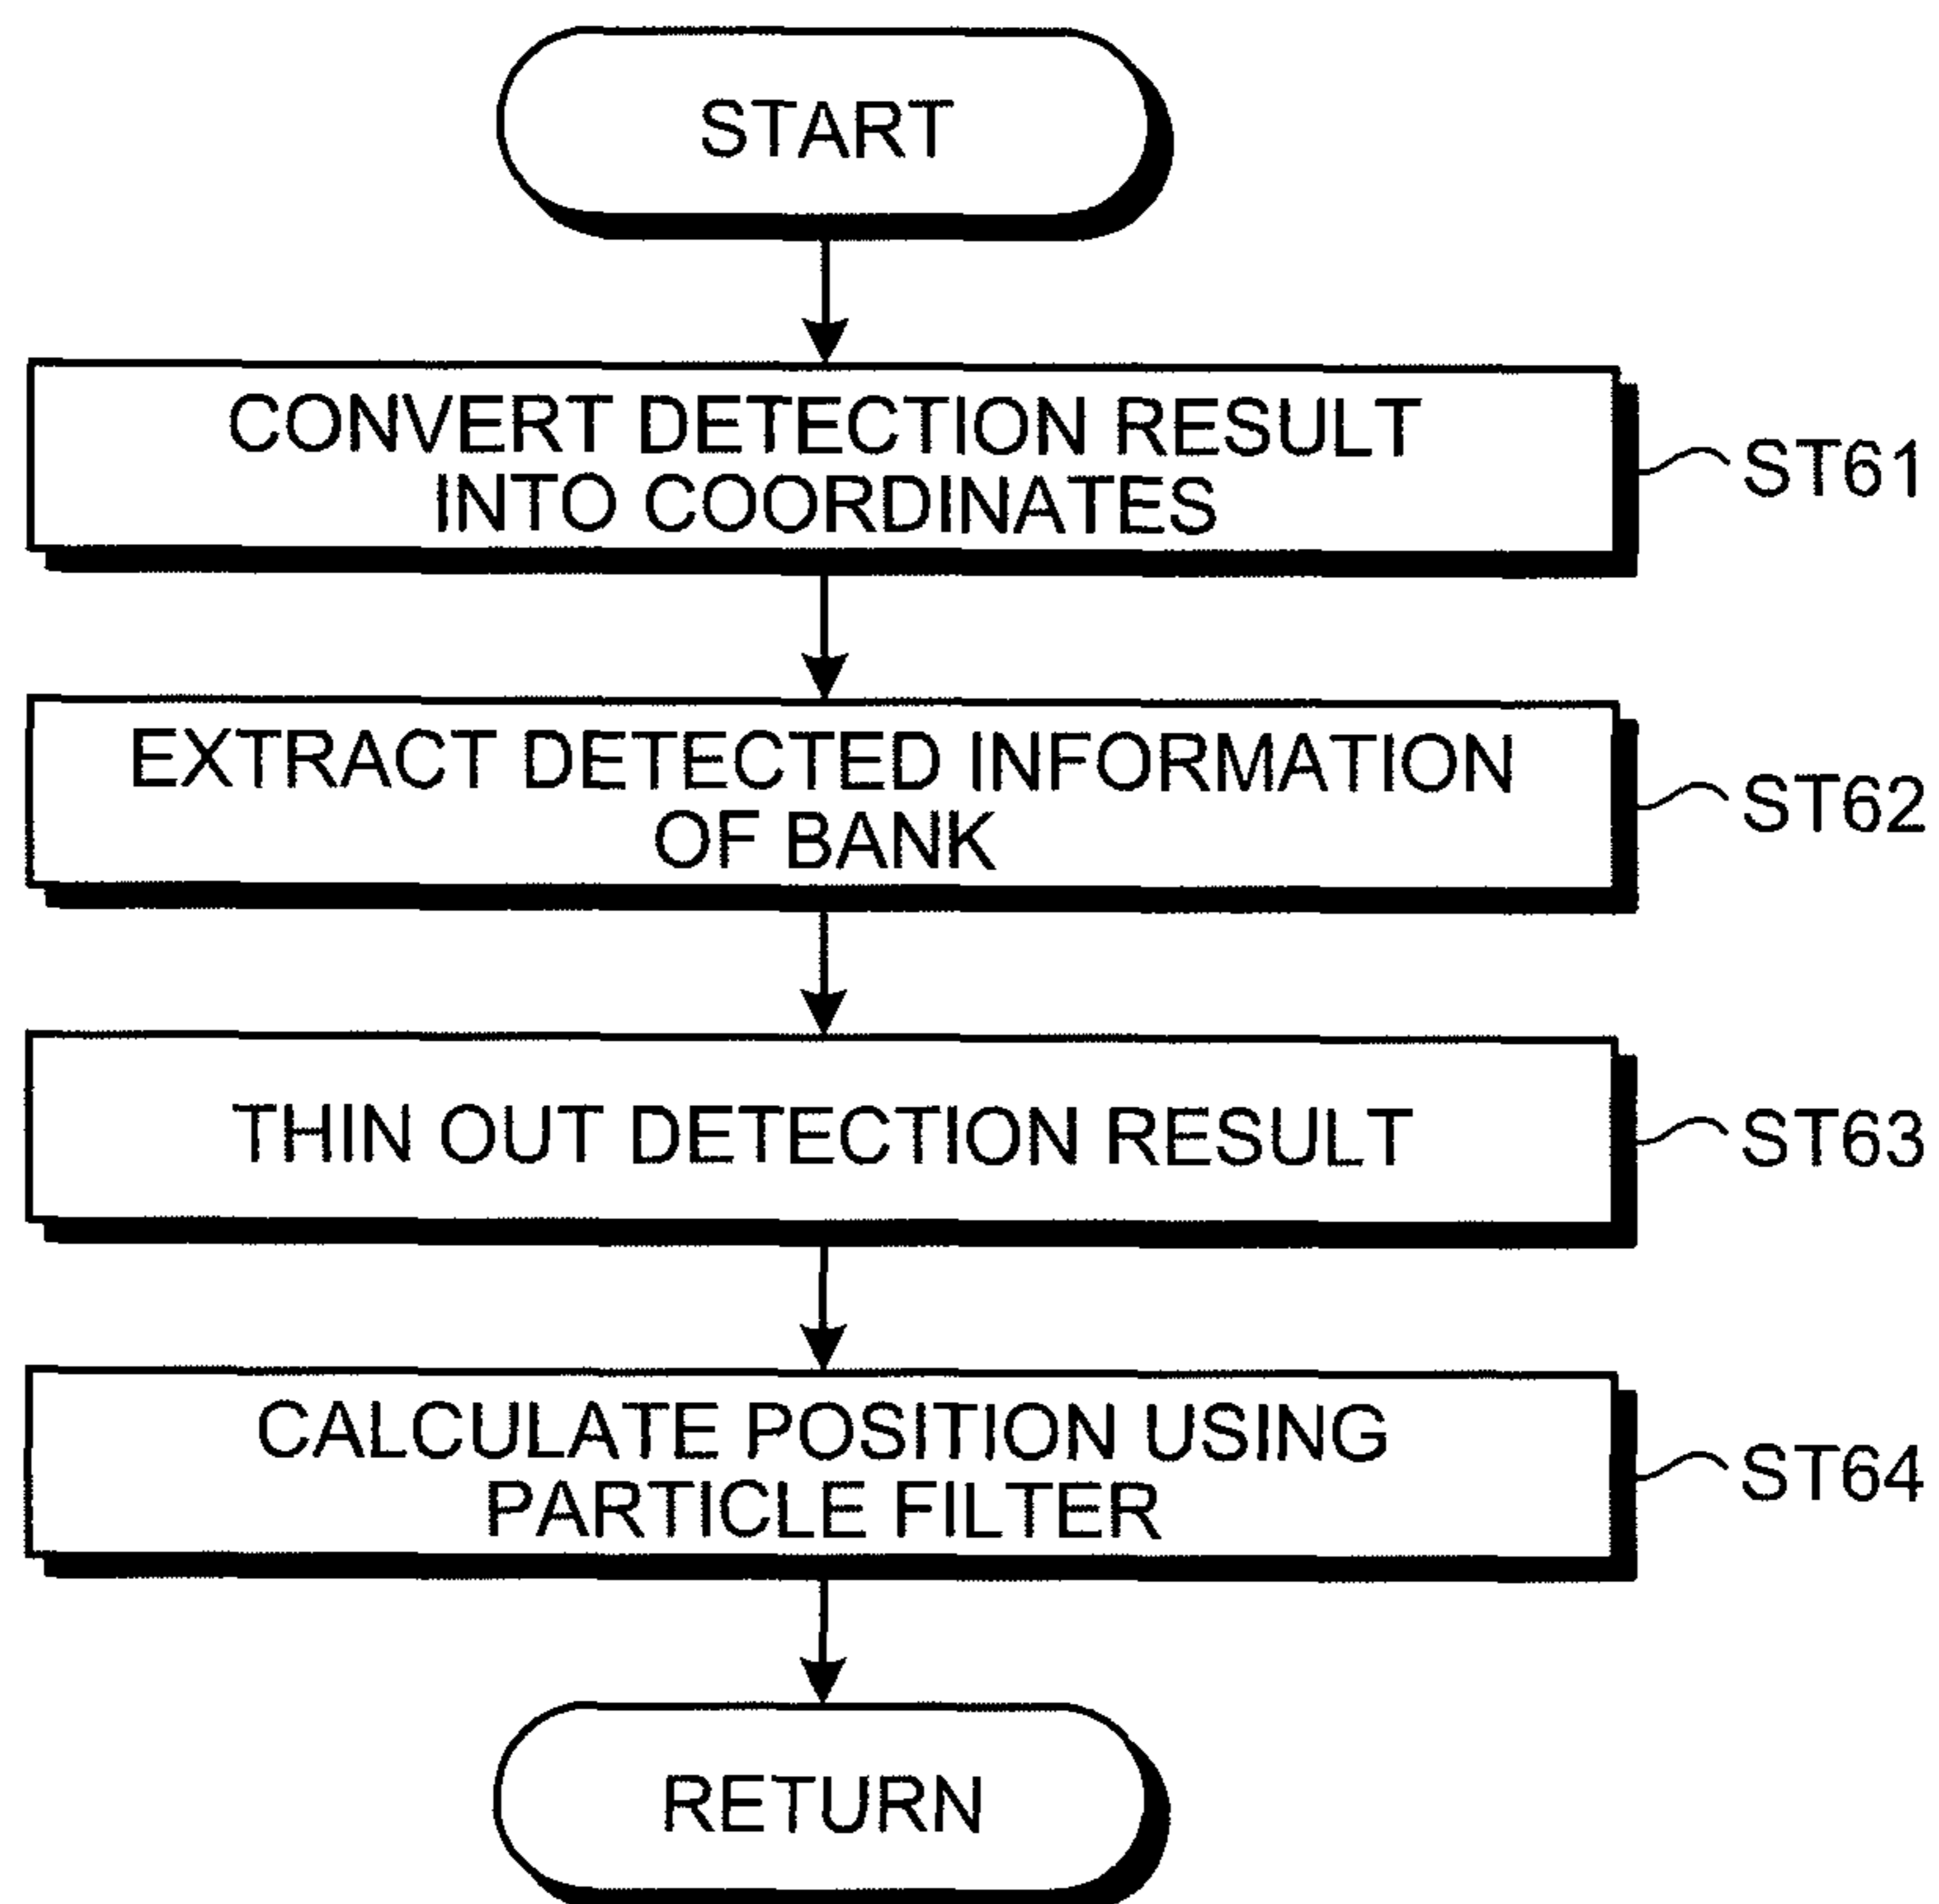 START
CONVERT DETECTION RESULT
INTO COORDINATES
ST61
EXTRACT DETECTED INFORMATION
OF BANK
ST62
THIN OUT DETECTION RESULT
ST63
CALCULATE POSITION USING
PARTICLE FILTER
ST64
RETURN